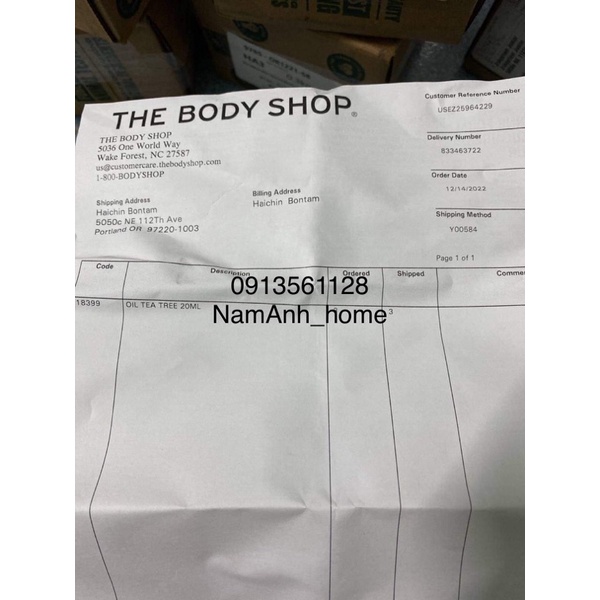 THE BODY SHOP®
THE BODY SHOP
5036 One World Way
Wake Forest, NC 27587
us@customercare.thebodyshop.com
1-800-BODYSHOP
Customer Reference Number
USEZ25964229
Delivery Number
833463722
Order Date
12/14/2022
Shipping Method
Y00584
Page 1 of 1
Shipping Address
Haichin Bontam
5050c NE 112Th Ave
Portland OR 97220-1003
Billing Address
Haichin Bontam
Code Description Ordered Shipped Comme
18399 OIL TEA TREE 20ML 3
0913561128
NamAnh_home